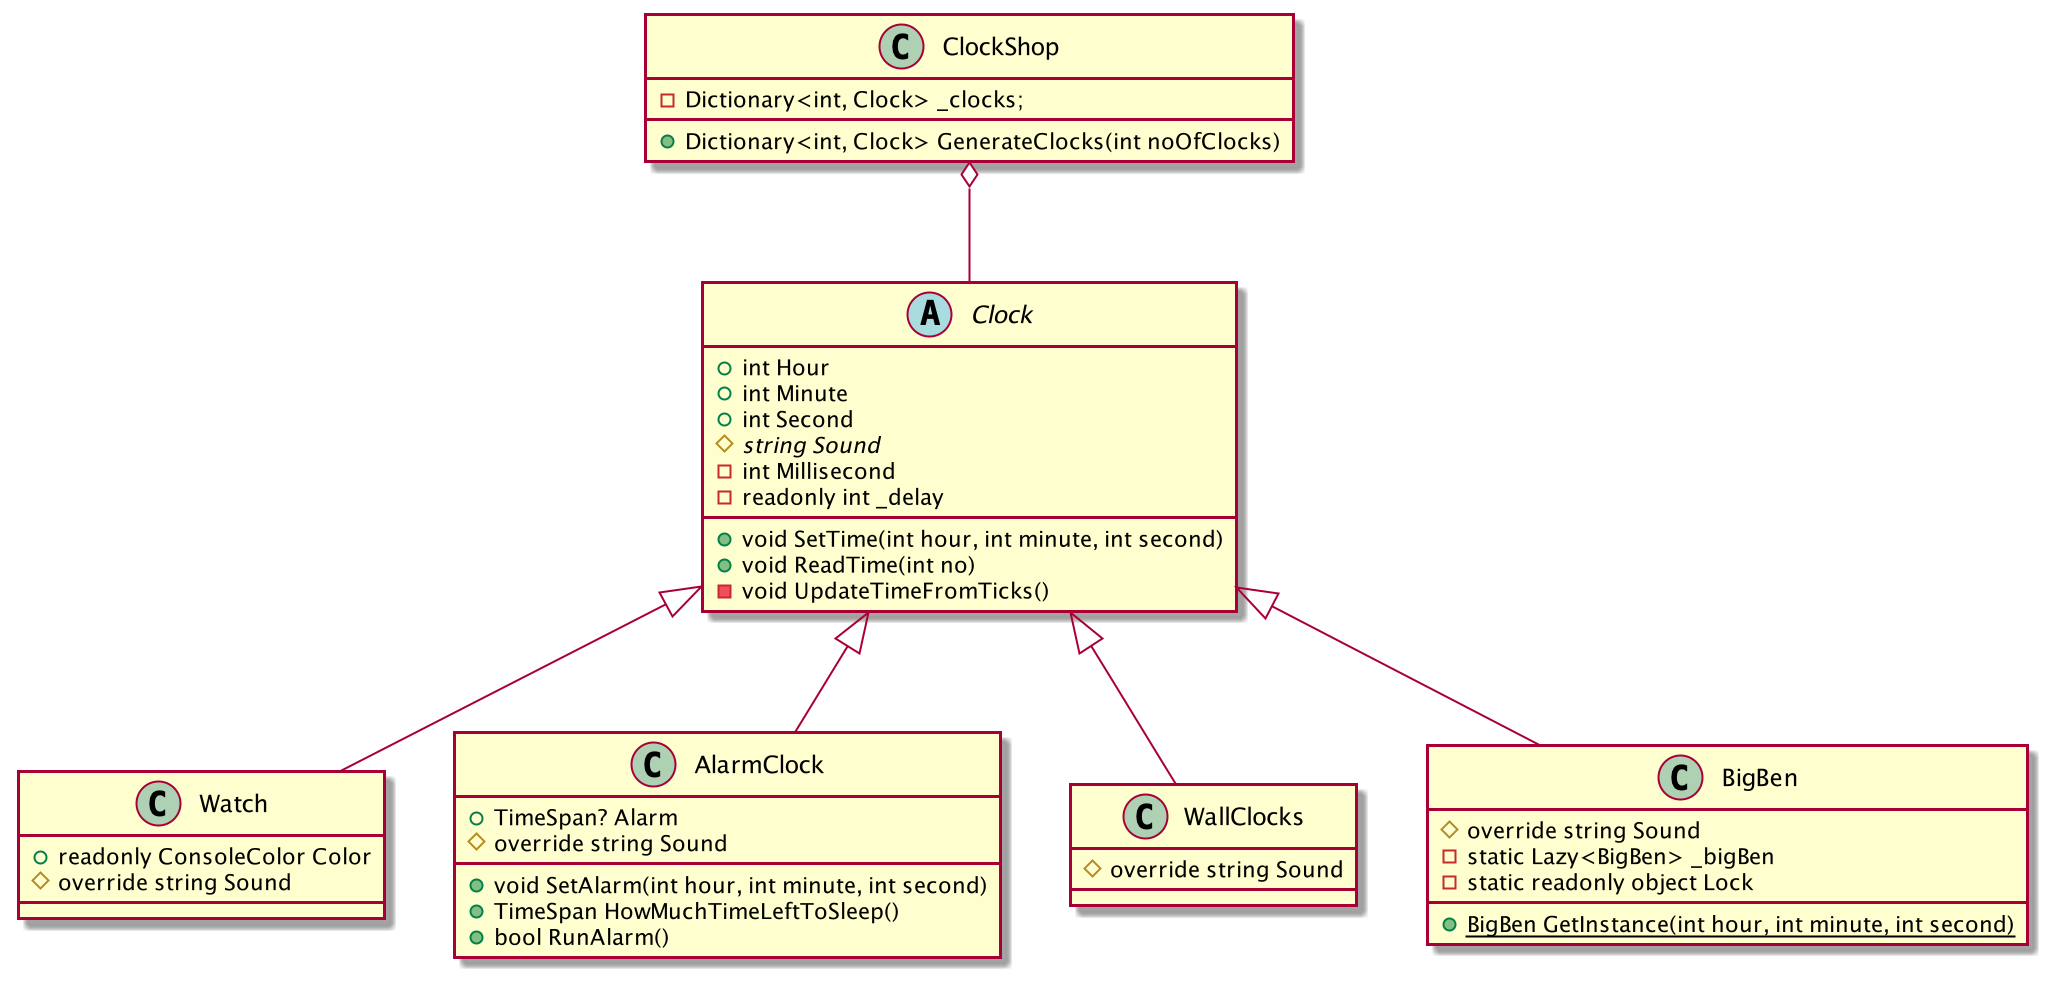 C ClockShop
Dictionary<int, Clock> _clocks;
Dictionary<int, Clock> GenerateClocks(int noOfClocks)
A Clock
int Hour
int Minute
int Second
string Sound
int Millisecond
readonly int _delay
void SetTime(int hour, int minute, int second)
void ReadTime(int no)
void UpdateTimeFromTicks()
C Watch
readonly ConsoleColor Color
override string Sound
C AlarmClock
TimeSpan? Alarm
override string Sound
void SetAlarm(int hour, int minute, int second)
TimeSpan HowMuchTimeLeftToSleep()
bool RunAlarm()
C WallClocks
override string Sound
C BigBen
override string Sound
static Lazy<BigBen> _bigBen
static readonly object Lock
BigBen GetInstance(int hour, int minute, int second)